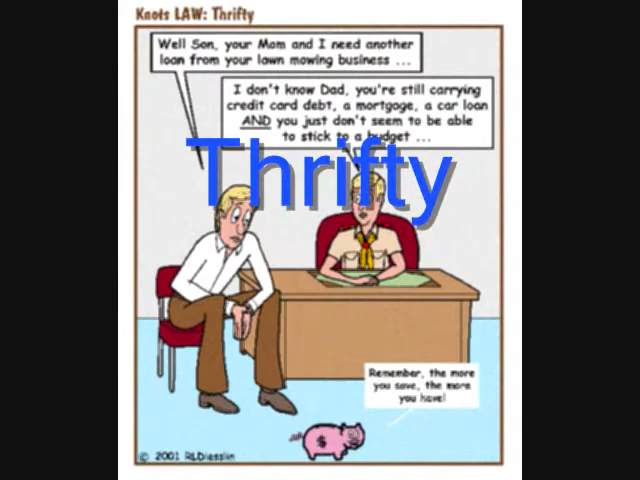 Knots LAW: Thrifty
Well Son, your Mom and I need another
loan from your lawn mowing business ...
I don't know Dad, you're still carrying
credit card debt, a mortgage, a car loan
AND you just don't seem to be able
to stick to a budget ...
Thrifty
Remember, the more
you save, the more
you have!
$
© 2001 RLDiesslin